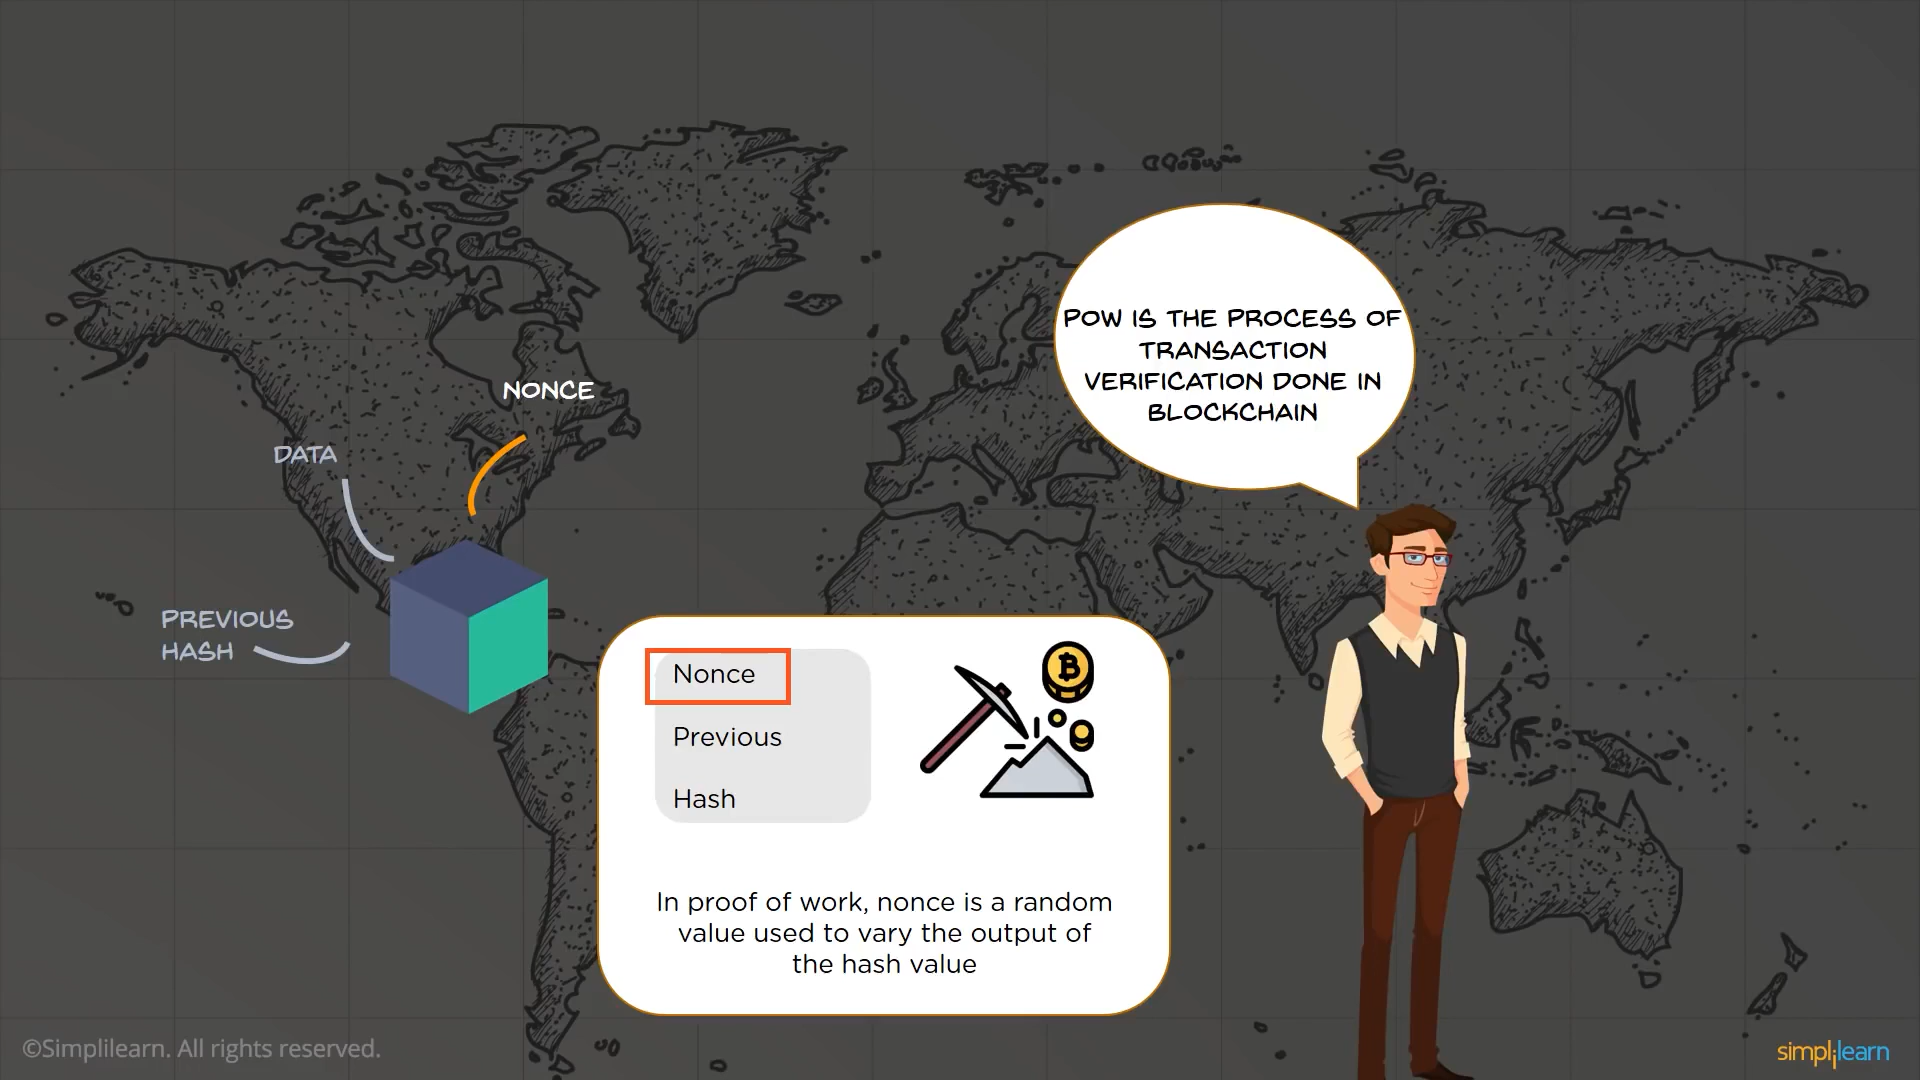 POW IS THE PROCESS OF
TRANSACTION
VERIFICATION DONE IN
BLOCKCHAIN
NONCE
DATA
PREVIOUS
HASH
Nonce
Previous
Hash
In proof of work, nonce is a random
value used to vary the output of
the hash value
©Simplilearn. All rights reserved.
simplilearn